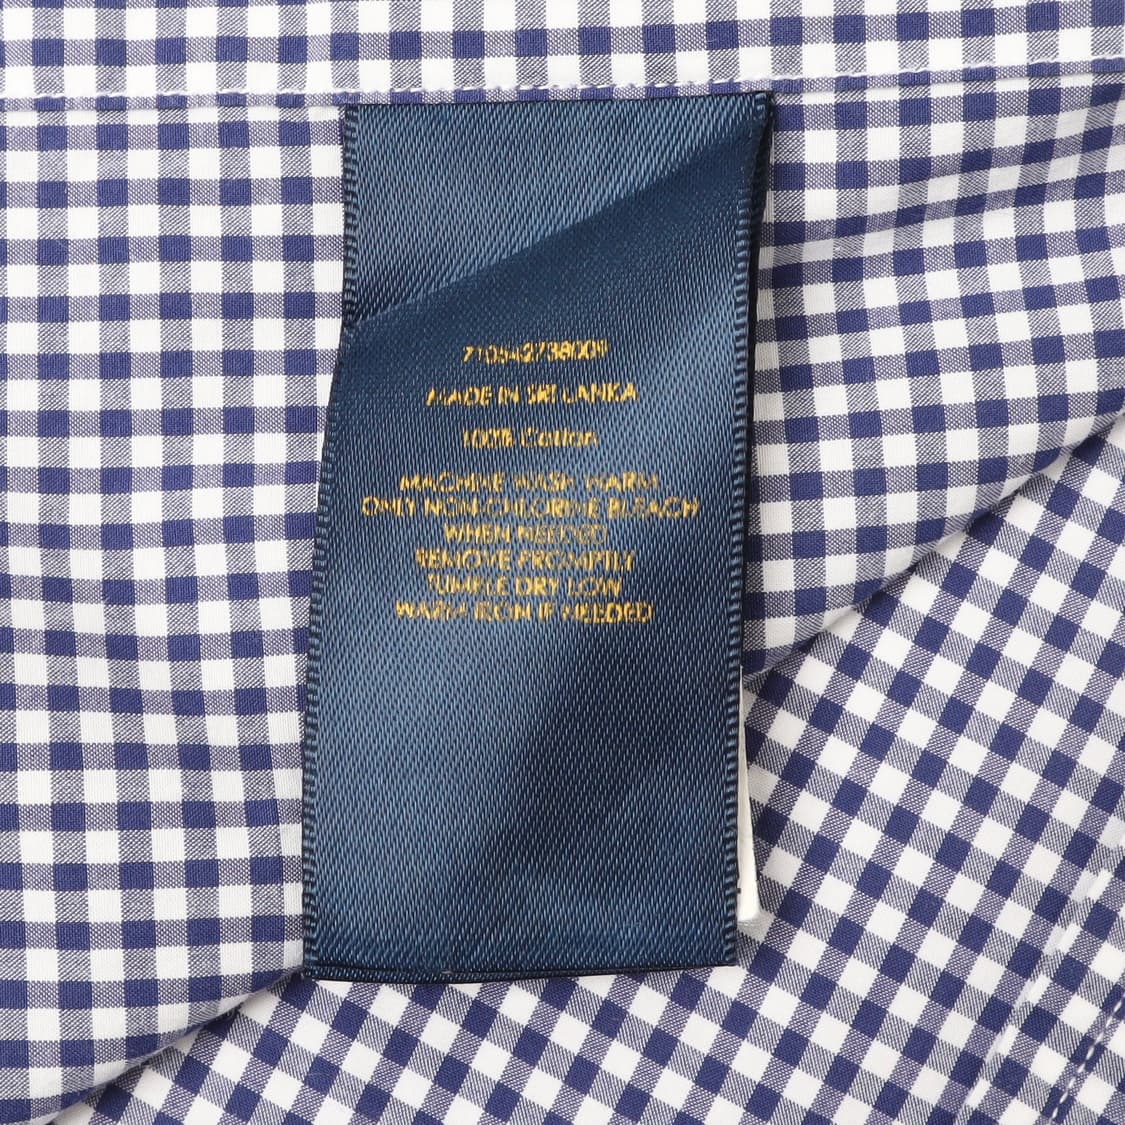 710542738009
MADE IN SRI LANKA
100% Cotton
MACHINE WASH WARM
ONLY NON-CHLORINE BLEACH
WHEN NEEDED
REMOVE PROMPTLY
TUMBLE DRY LOW
WARM IRON IF NEEDED